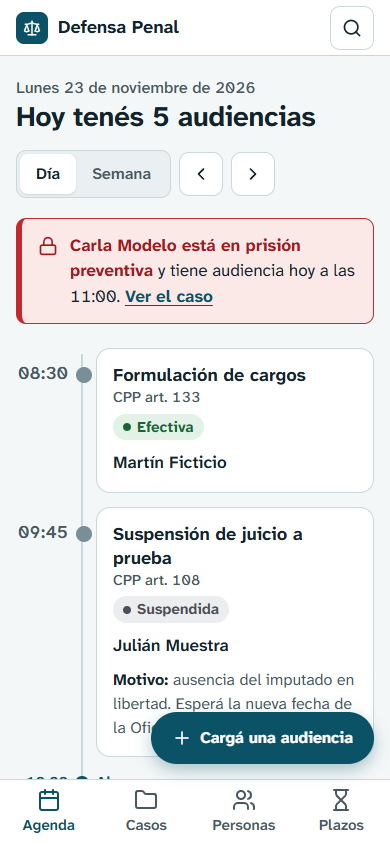 Defensa Penal
Lunes 23 de noviembre de 2026
Hoy tenés 5 audiencias
Día Semana
Carla Modelo está en prisión
preventiva y tiene audiencia hoy a las
11:00. Ver el caso
08:30
Formulación de cargos
CPP art. 133
Efectiva
Martín Ficticio
09:45
Suspensión de juicio a
prueba
CPP art. 108
Suspendida
Julián Muestra
Motivo: ausencia del imputado en
libertad. Esperá la nueva fecha de
la
Cargá una audiencia
Agenda Casos Personas Plazos